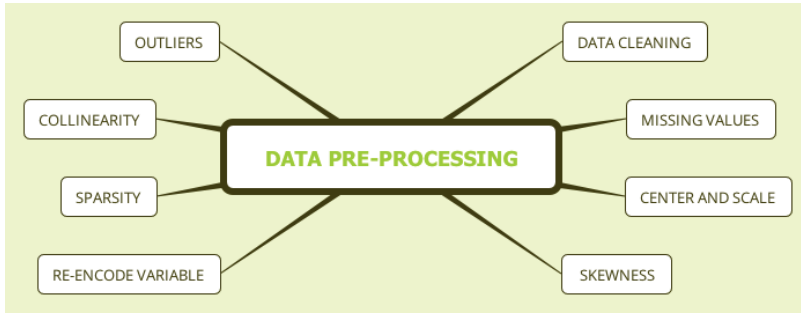 OUTLIERS
DATA CLEANING
COLLINEARITY
MISSING VALUES
DATA PRE-PROCESSING
SPARSITY
CENTER AND SCALE
RE-ENCODE VARIABLE
SKEWNESS